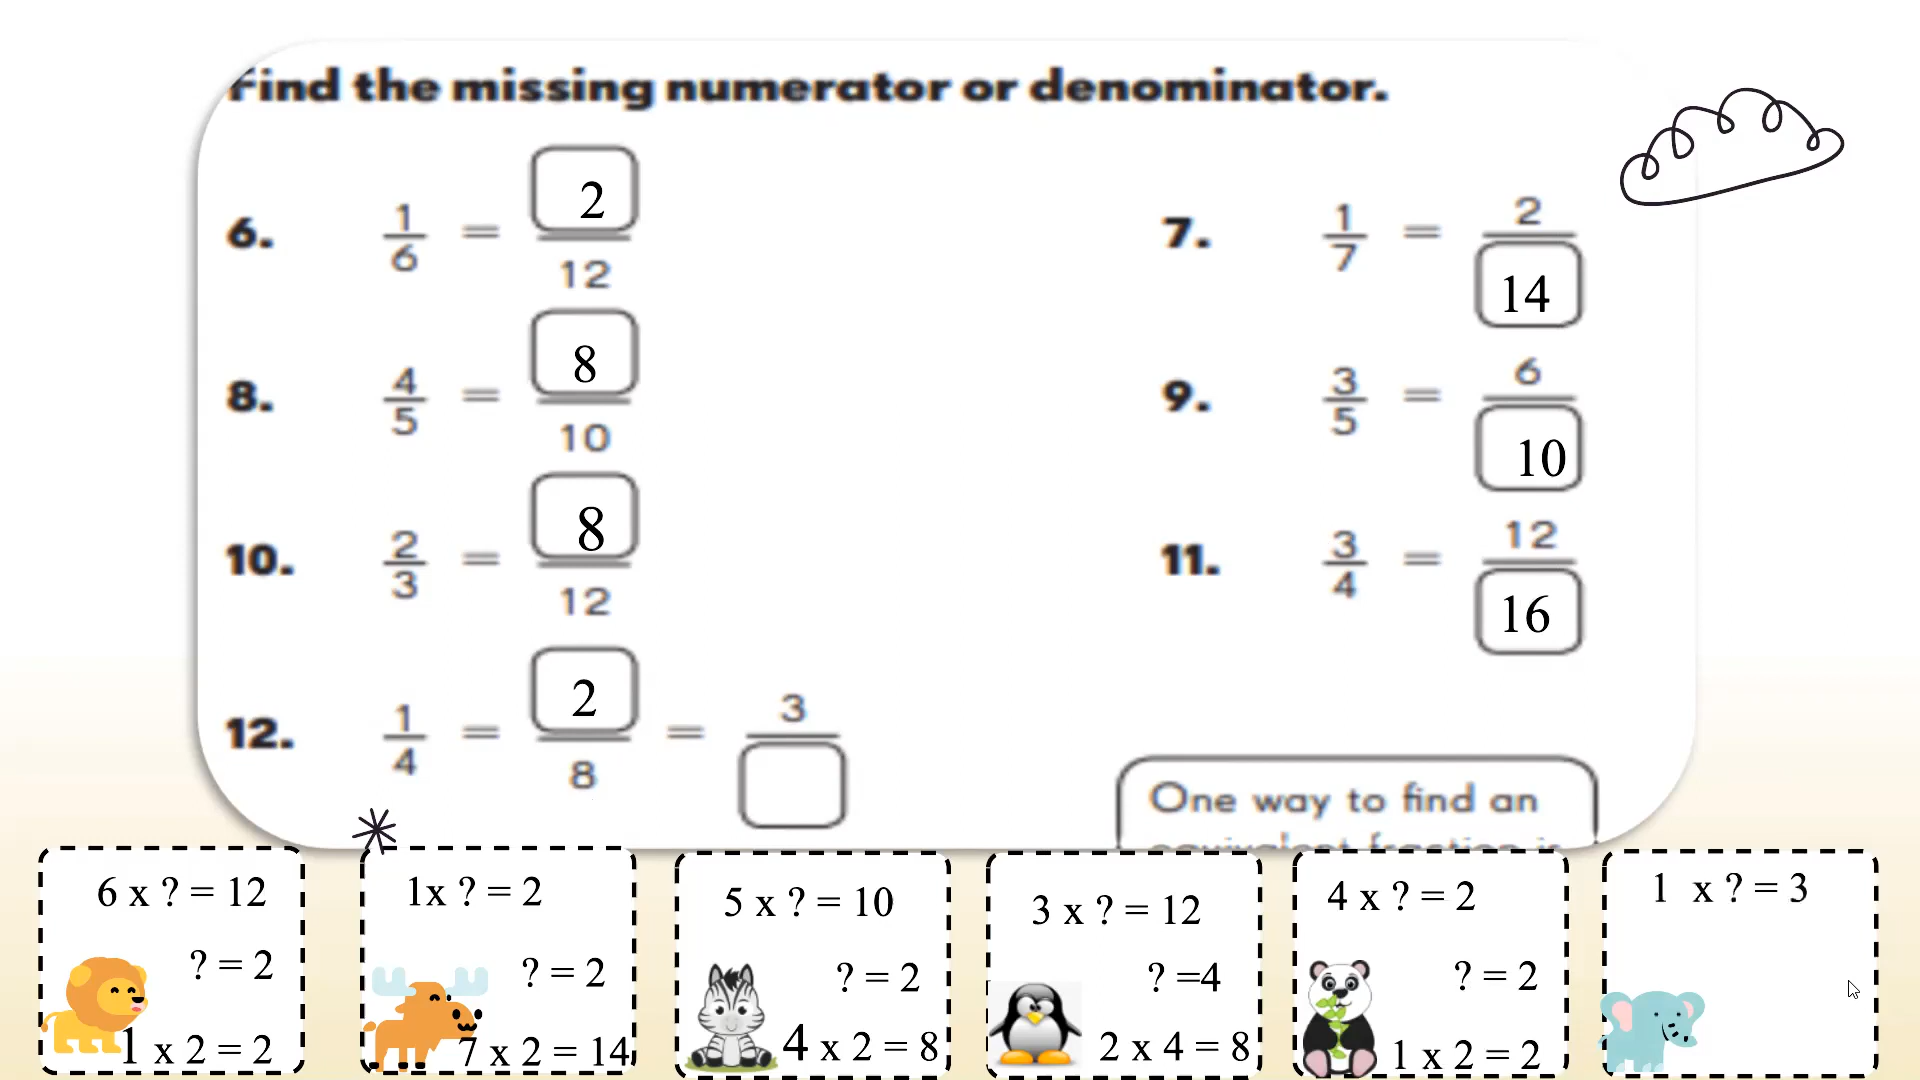 Find the missing numerator or denominator.
6. 1/6 = 2/12
7. 1/7 = 2/14
8. 4/5 = 8/10
9. 3/5 = 6/10
10. 2/3 = 8/12
11. 3/4 = 12/16
12. 1/4 = 2/8 = 3/
One way to find an
6 x ? = 12
? = 2
1 x 2 = 2
1x ? = 2
? = 2
7 x 2 = 14
5 x ? = 10
? = 2
4 x 2 = 8
3 x ? = 12
? =4
2 x 4 = 8
4 x ? = 2
? = 2
1 x 2 = 2
1 x ? = 3